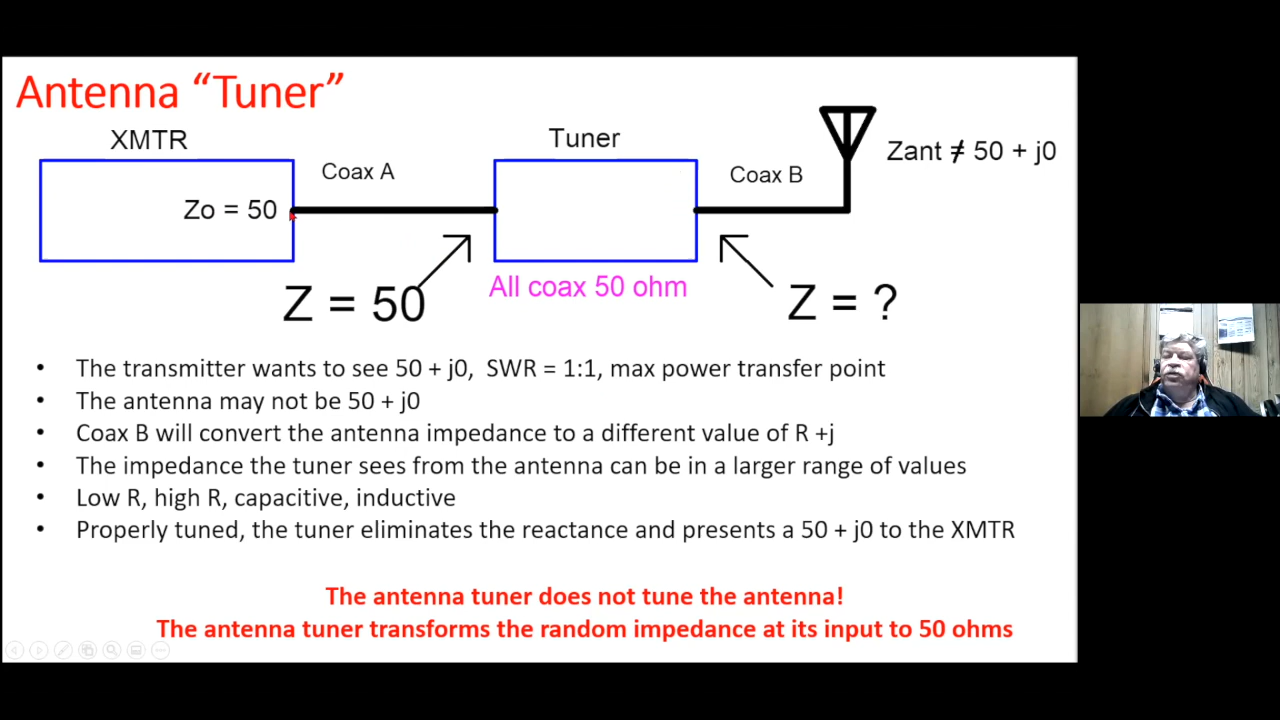 Antenna “Tuner”
XMTR
Tuner
Coax A
Coax B
Zant ≠ 50 + j0
Zo = 50
Z = 50
All coax 50 ohm
Z = ?
• The transmitter wants to see 50 + j0, SWR = 1:1, max power transfer point
• The antenna may not be 50 + j0
• Coax B will convert the antenna impedance to a different value of R +j
• The impedance the tuner sees from the antenna can be in a larger range of values
• Low R, high R, capacitive, inductive
• Properly tuned, the tuner eliminates the reactance and presents a 50 + j0 to the XMTR
The antenna tuner does not tune the antenna!
The antenna tuner transforms the random impedance at its input to 50 ohms